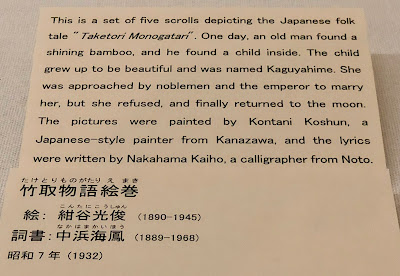 This is a set of five scrolls depicting the Japanese folk
tale "Taketori Monogatari". One day, an old man found a
shining bamboo, and he found a child inside. The child
grew up to be beautiful and was named Kaguyahime. She
was approached by noblemen and the emperor to marry
her, but she refused, and finally returned to the moon.
The pictures were painted by Kontani Koshun, a
Japanese-style painter from Kanazawa, and the lyrics
were written by Nakahama Kaiho, a calligrapher from Noto.
たけとりものがたり え まき
竹取物語絵巻
こんたにこうしゅん
絵: 紺谷光俊 (1890-1945)
なかはまかいほう
詞書: 中浜海鳳 (1889-1968)
昭和7年 (1932)